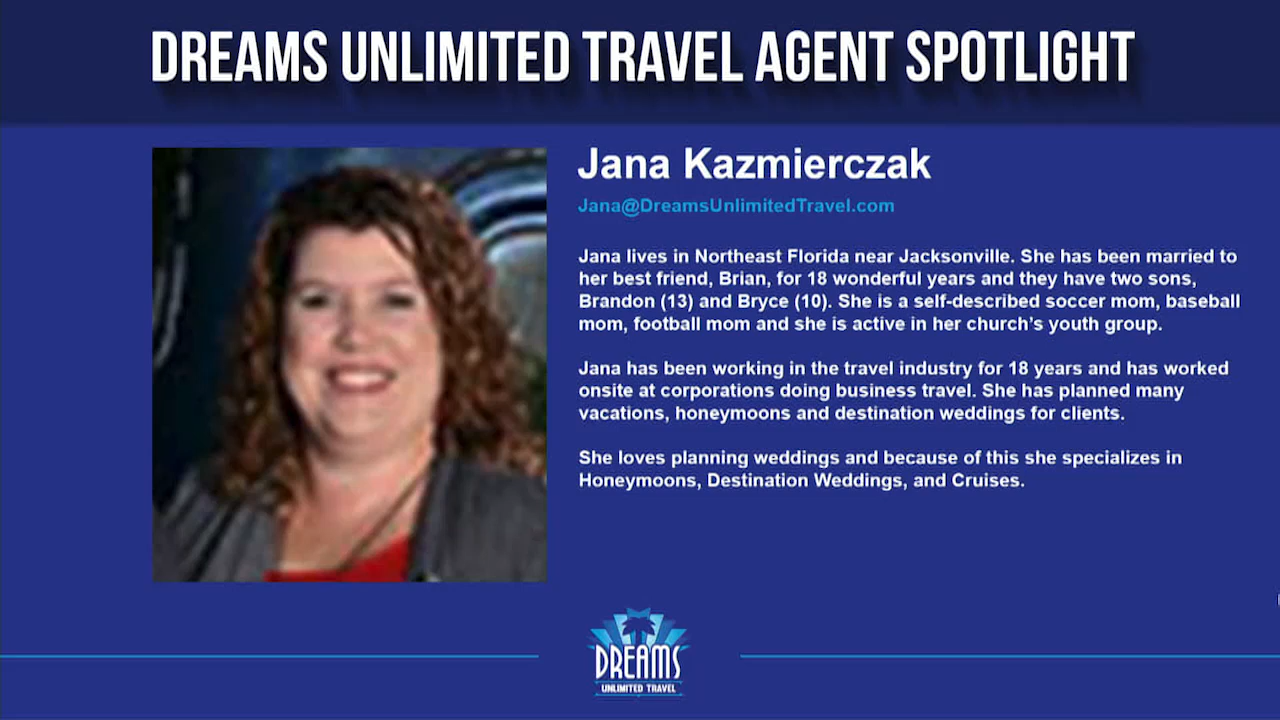 DREAMS UNLIMITED TRAVEL AGENT SPOTLIGHT
Jana Kazmierczak
Jana@DreamsUnlimitedTravel.com
Jana lives in Northeast Florida near Jacksonville. She has been married to
her best friend, Brian, for 18 wonderful years and they have two sons,
Brandon (13) and Bryce (10). She is a self-described soccer mom, baseball
mom, football mom and she is active in her church's youth group.
Jana has been working in the travel industry for 18 years and has worked
onsite at corporations doing business travel. She has planned many
vacations, honeymoons and destination weddings for clients.
She loves planning weddings and because of this she specializes in
Honeymoons, Destination Weddings, and Cruises.
DREAMS
UNLIMITED TRAVEL